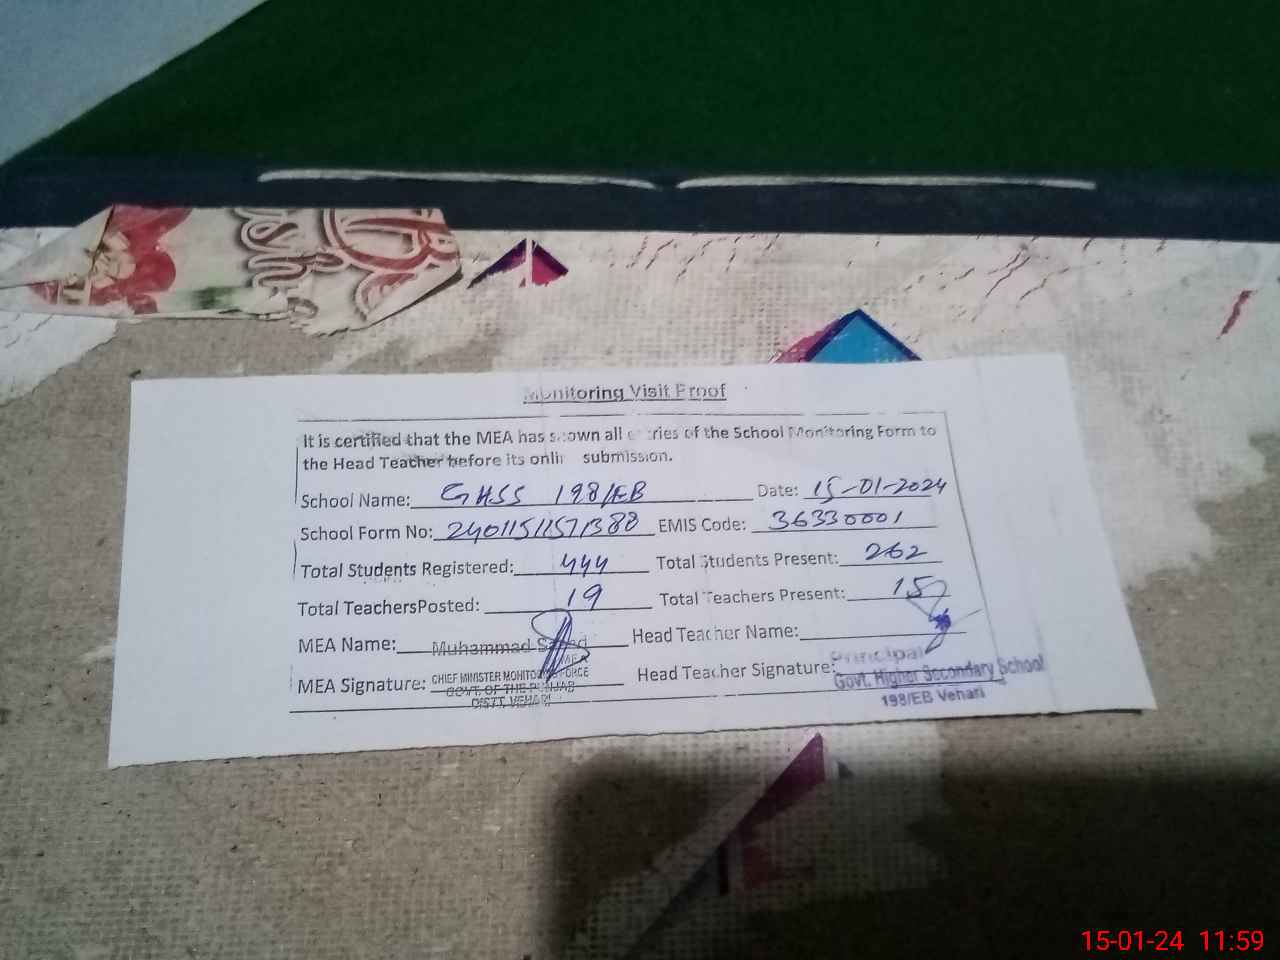 Monitoring Visit Proof
It is certified that the MEA has shown all entries of the School Monitoring Form to
the Head Teacher before its onlin submission.
School Name: GHSS 198/EB Date: 15-01-2024
School Form No: 24011511571388 EMIS Code: 36330001
Total Students Registered: 444 Total Students Present: 262
Total TeachersPosted: 19 Total Teachers Present: 15
MEA Name: Muhammad Head Teacher Name:
MEA
MEA Signature: CHIEF MINISTER MONITORING FORCE Head Teacher Signature: Principal
GOVT. OF THE PUNJAB Govt. Higher Secondary School
DISTT. VEHARI 198/EB Vehari
15-01-24 11:59